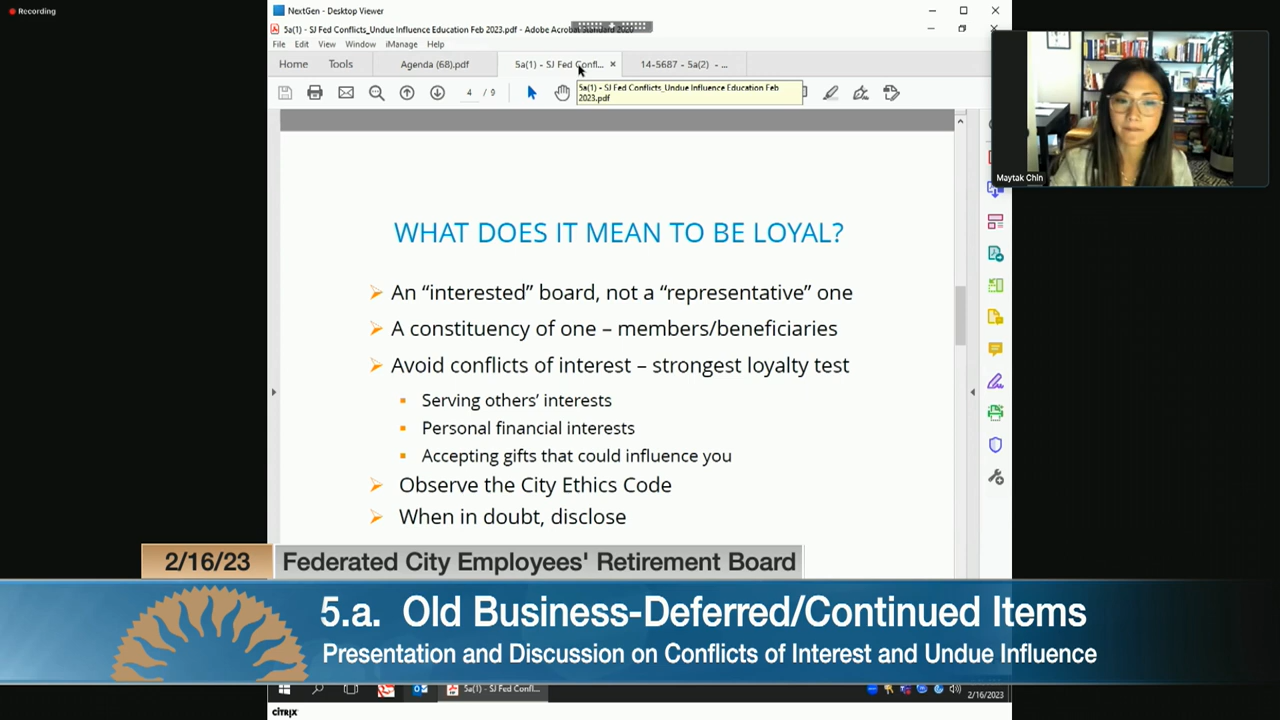 Recording
NextGen - Desktop Viewer
5a(1) - SJ Fed Conflicts_Undue Influence Education Feb 2023.pdf - Adobe Acrobat Standard 2020
File Edit View Window iManage Help
Home Tools Agenda (68).pdf 5a(1) - SJ Fed Confl... × 14-5687 - 5a(2) - ...
4 / 9
5a(1) - SJ Fed Conflicts_Undue Influence Education Feb
2023.pdf
Maytak Chin
WHAT DOES IT MEAN TO BE LOYAL?
An “interested” board, not a “representative” one
A constituency of one – members/beneficiaries
Avoid conflicts of interest – strongest loyalty test
Serving others’ interests
Personal financial interests
Accepting gifts that could influence you
Observe the City Ethics Code
When in doubt, disclose
2/16/23 Federated City Employees' Retirement Board
5.a. Old Business-Deferred/Continued Items
Presentation and Discussion on Conflicts of Interest and Undue Influence
5a(1) - SJ Fed Confl...
2/16/2023
CITRIX